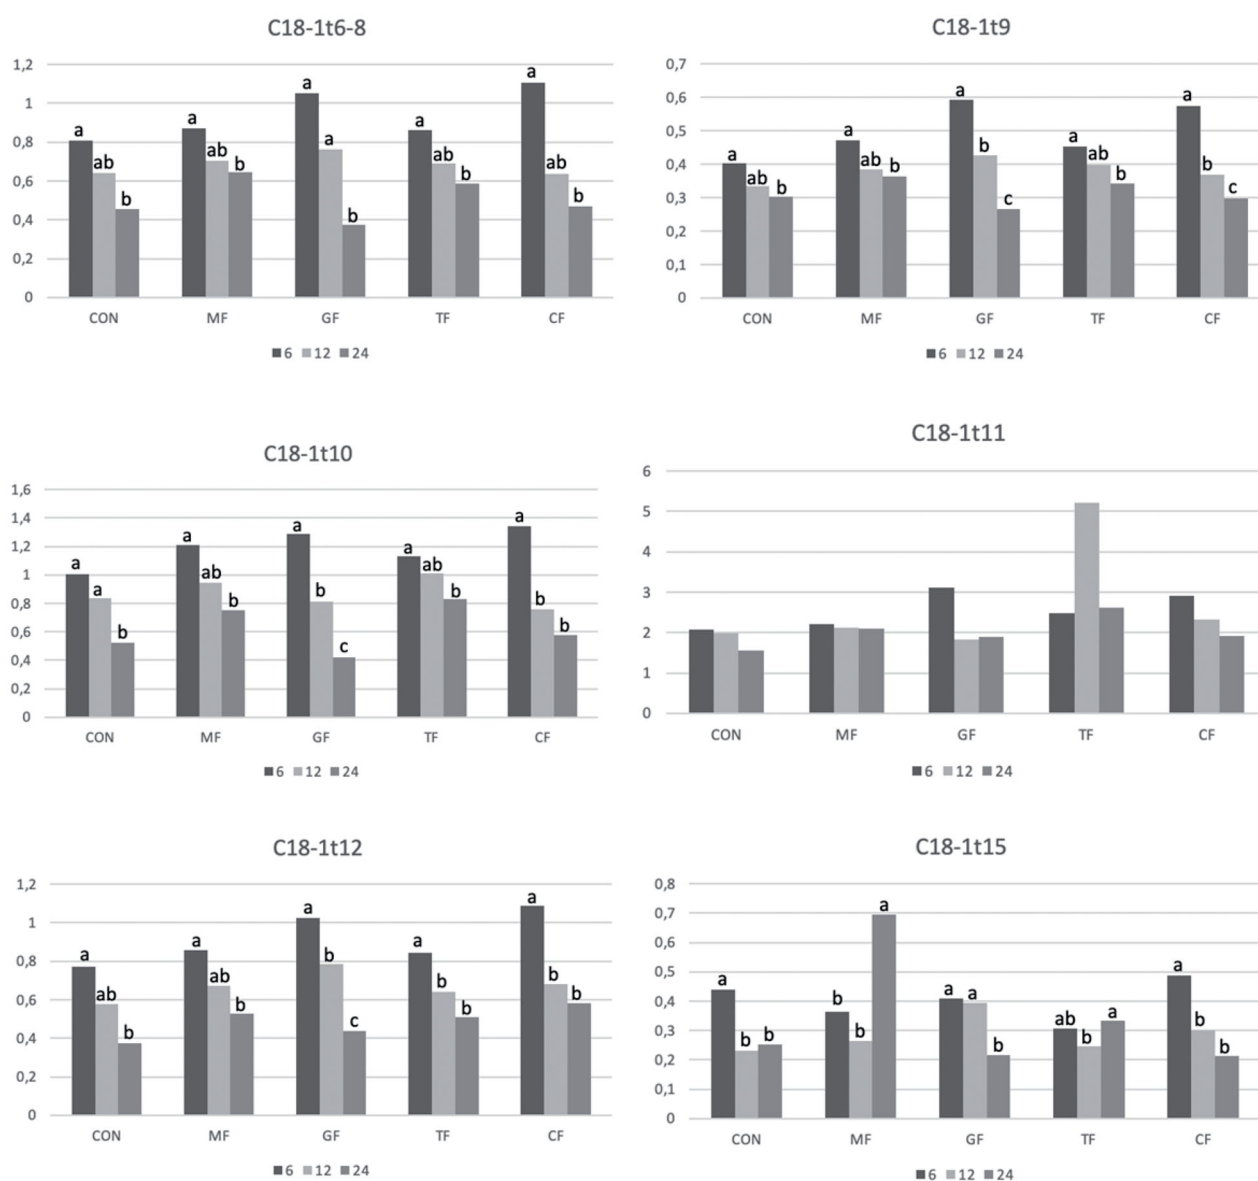 C18-1t6-8
1,2
1
0,8
0,6
0,4
0,2
0
a ab b
a ab b
a a b
a ab b
a ab b
CON MF GF TF CF
6 12 24
C18-1t9
0,7
0,6
0,5
0,4
0,3
0,2
0,1
0
a ab b
a ab b
a b c
a ab b
a b c
CON MF GF TF CF
6 12 24
C18-1t10
1,6
1,4
1,2
1
0,8
0,6
0,4
0,2
0
a a b
a ab b
a b c
a ab b
a b b
CON MF GF TF CF
6 12 24
C18-1t11
6
5
4
3
2
1
0
CON MF GF TF CF
6 12 24
C18-1t12
1,2
1
0,8
0,6
0,4
0,2
0
a ab b
a ab b
a b c
a b b
a b b
CON MF GF TF CF
6 12 24
C18-1t15
0,8
0,7
0,6
0,5
0,4
0,3
0,2
0,1
0
a b b
b b a
a a b
ab b a
a b b
CON MF GF TF CF
6 12 24